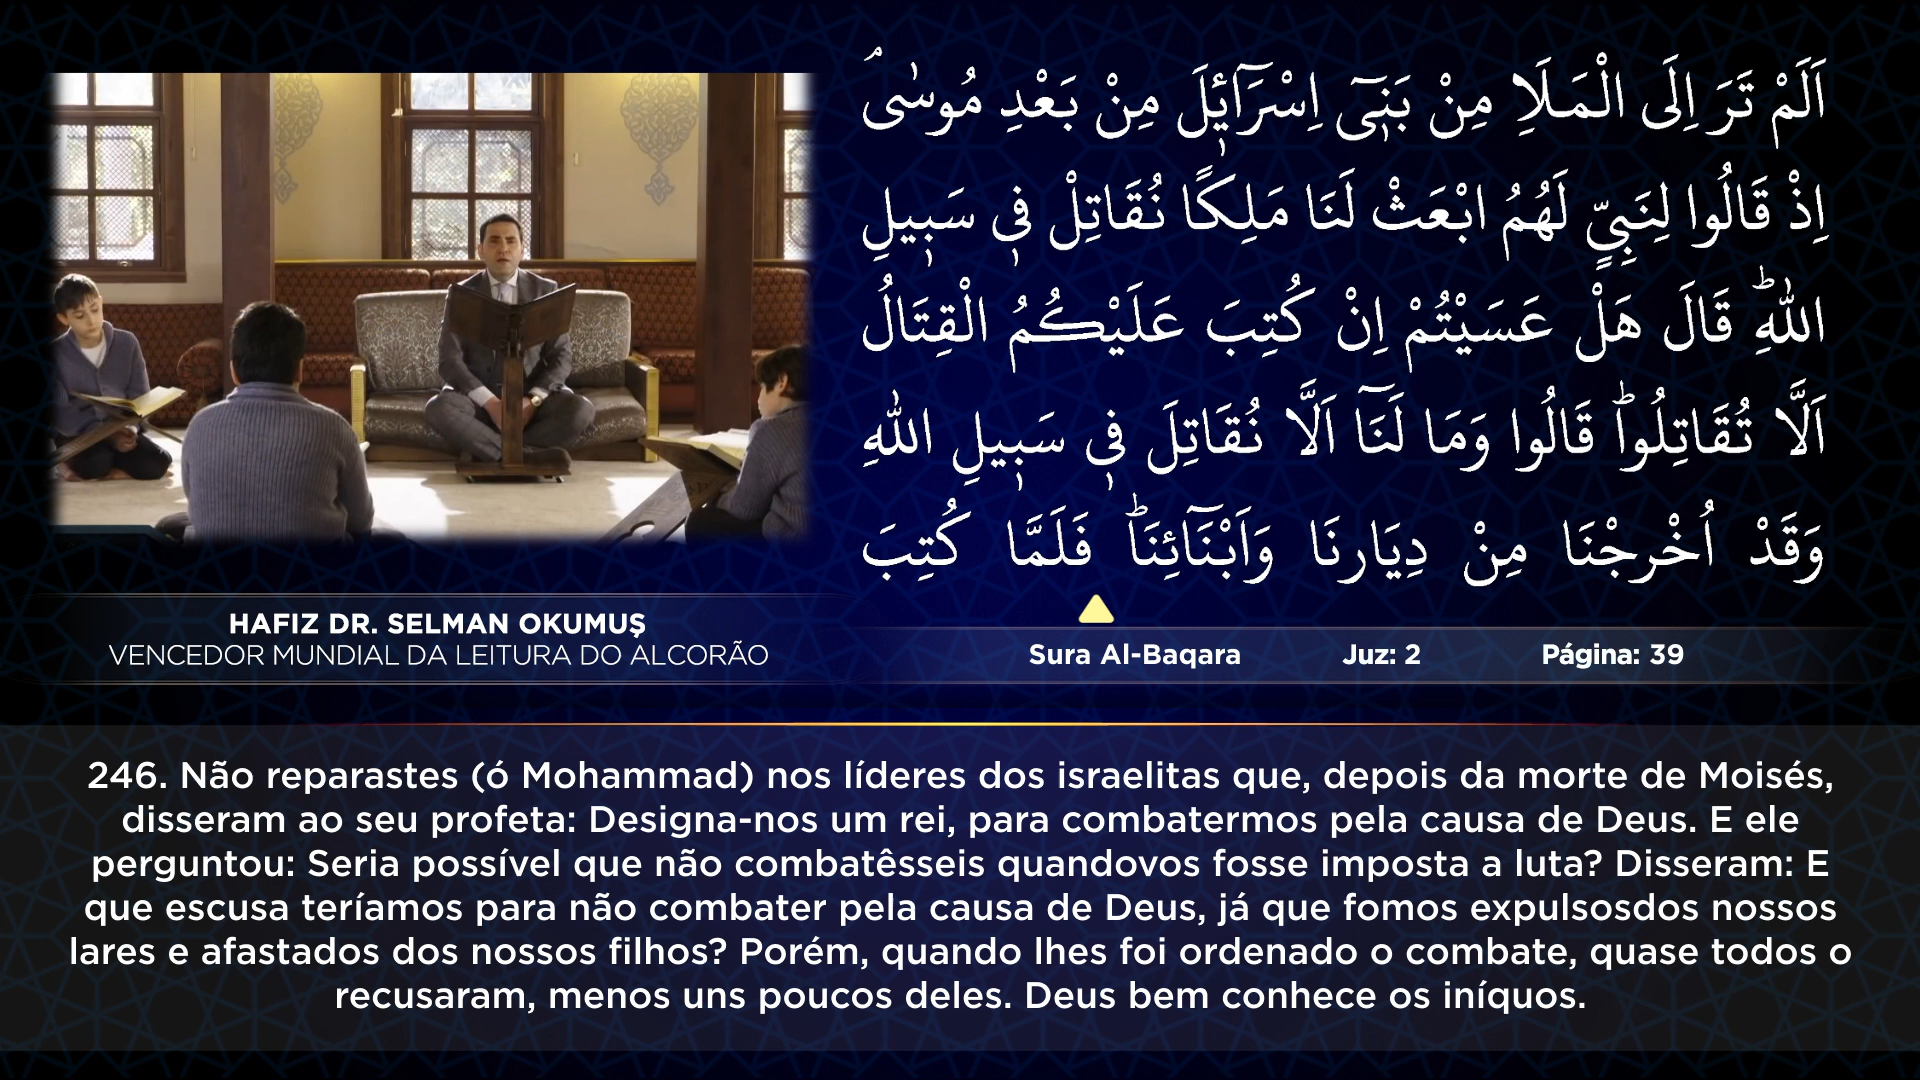 اَلَمْ تَرَ اِلَى الْمَلَاِ مِنْ بَن۪ٓى اِسْرَٓاء۪يلَ مِنْ بَعْدِ مُوسٰىۢ
اِذْ قَالُوا لِنَبِىٍّ لَهُمُ ابْعَثْ لَنَا مَلِكًا نُقَاتِلْ ف۪ى سَب۪يلِ
اللّٰهِۜ قَالَ هَلْ عَسَيْتُمْ اِنْ كُتِبَ عَلَيْكُمُ الْقِتَالُ
اَلَّا تُقَاتِلُواۜ قَالُوا وَمَا لَنَٓا اَلَّا نُقَاتِلَ ف۪ى سَب۪يلِ اللّٰهِ
وَقَدْ اُخْرِجْنَا مِنْ دِيَارِنَا وَاَبْنَٓائِنَاۜ فَلَمَّا كُتِبَ
HAFIZ DR. SELMAN OKUMUŞ
VENCEDOR MUNDIAL DA LEITURA DO ALCORÃO
Sura Al-Baqara Juz: 2 Página: 39
246. Não reparastes (ó Mohammad) nos líderes dos israelitas que, depois da morte de Moisés,
disseram ao seu profeta: Designa-nos um rei, para combatermos pela causa de Deus. E ele
perguntou: Seria possível que não combatêsseis quandovos fosse imposta a luta? Disseram: E
que escusa teríamos para não combater pela causa de Deus, já que fomos expulsosdos nossos
lares e afastados dos nossos filhos? Porém, quando lhes foi ordenado o combate, quase todos o
recusaram, menos uns poucos deles. Deus bem conhece os iníquos.